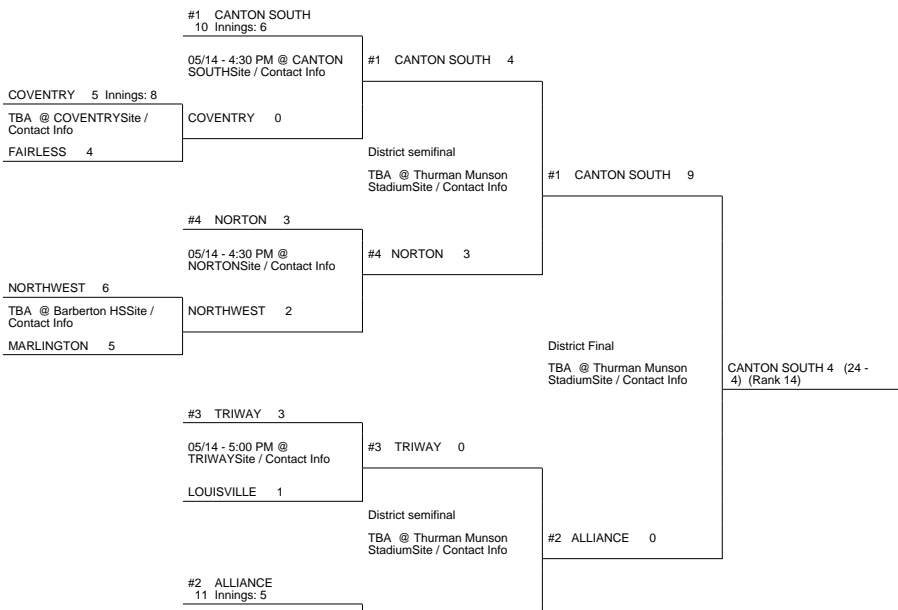 #1 CANTON SOUTH
10 Innings: 6
05/14 - 4:30 PM @ CANTON
SOUTHSite / Contact Info
#1 CANTON SOUTH 4
COVENTRY 5 Innings: 8
TBA @ COVENTRYSite /
Contact Info
COVENTRY 0
FAIRLESS 4
District semifinal
TBA @ Thurman Munson
StadiumSite / Contact Info
#1 CANTON SOUTH 9
#4 NORTON 3
05/14 - 4:30 PM @
NORTONSite / Contact Info
#4 NORTON 3
NORTHWEST 6
TBA @ Barberton HSSite /
Contact Info
NORTHWEST 2
MARLINGTON 5
District Final
TBA @ Thurman Munson
StadiumSite / Contact Info
CANTON SOUTH 4 (24 -
4) (Rank 14)
#3 TRIWAY 3
05/14 - 5:00 PM @
TRIWAYSite / Contact Info
#3 TRIWAY 0
LOUISVILLE 1
District semifinal
TBA @ Thurman Munson
StadiumSite / Contact Info
#2 ALLIANCE 0
#2 ALLIANCE
11 Innings: 5